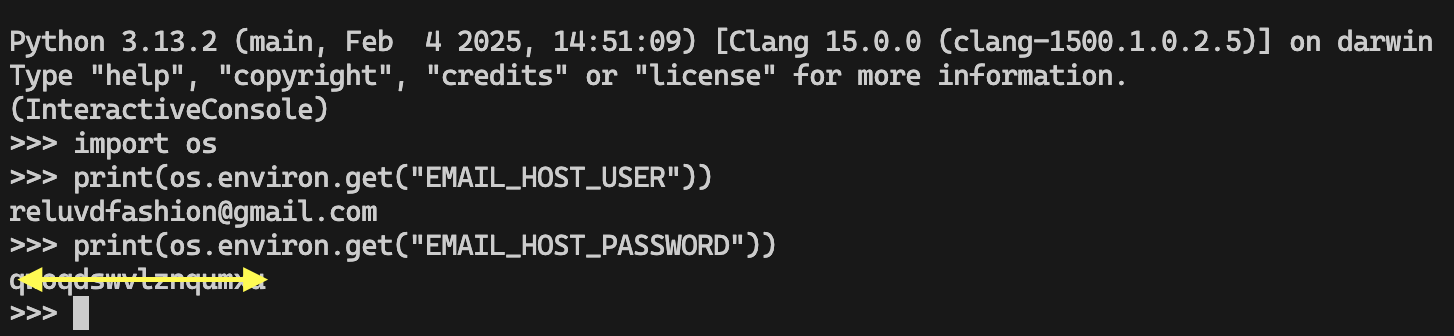 Python 3.13.2 (main, Feb  4 2025, 14:51:09) [Clang 15.0.0 (clang-1500.1.0.2.5)] on darwin
Type "help", "copyright", "credits" or "license" for more information.
(InteractiveConsole)
>>> import os
>>> print(os.environ.get("EMAIL_HOST_USER"))
reluvdfashion@gmail.com
>>> print(os.environ.get("EMAIL_HOST_PASSWORD"))
>>>